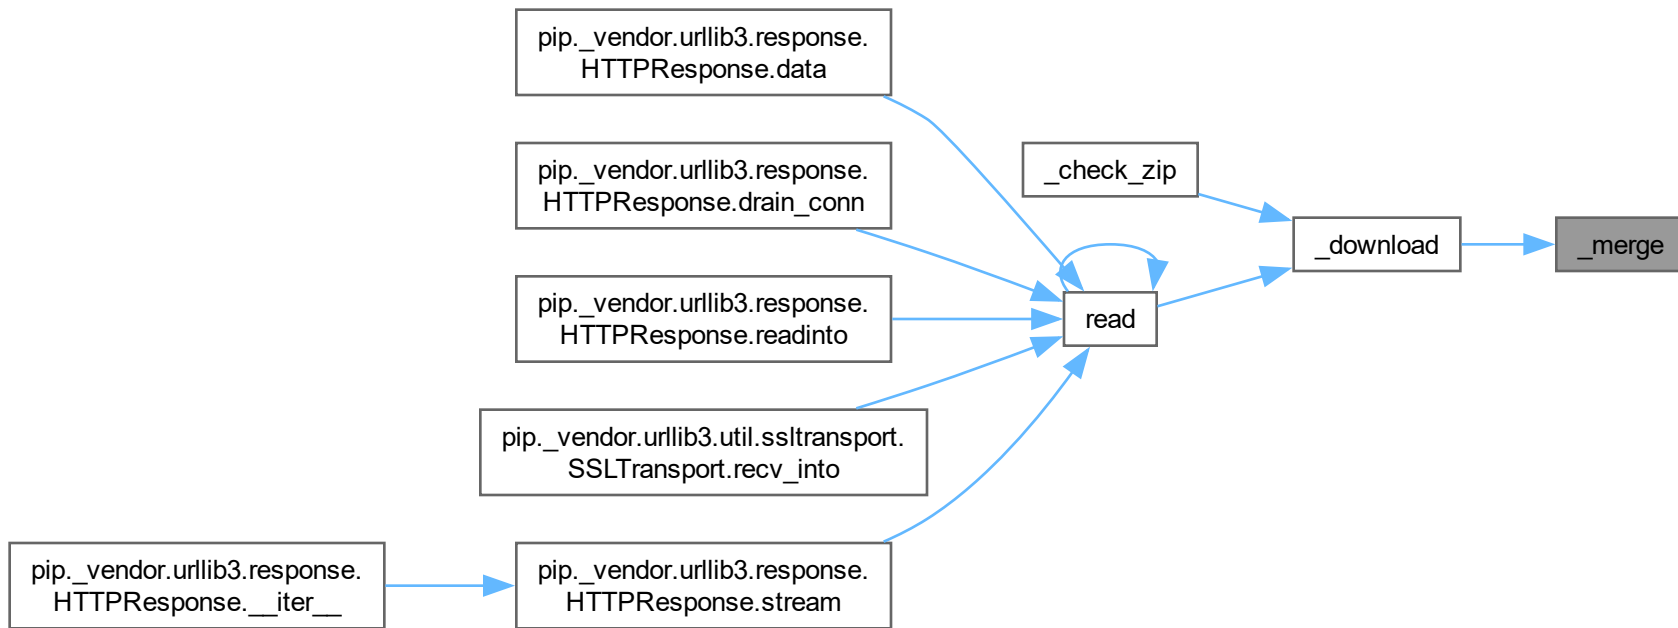 pip._vendor.urllib3.response.
HTTPResponse.data
pip._vendor.urllib3.response.
HTTPResponse.drain_conn
_check_zip
_download
_merge
pip._vendor.urllib3.response.
HTTPResponse.readinto
read
pip._vendor.urllib3.util.ssltransport.
SSLTransport.recv_into
pip._vendor.urllib3.response.
HTTPResponse.__iter__
pip._vendor.urllib3.response.
HTTPResponse.stream